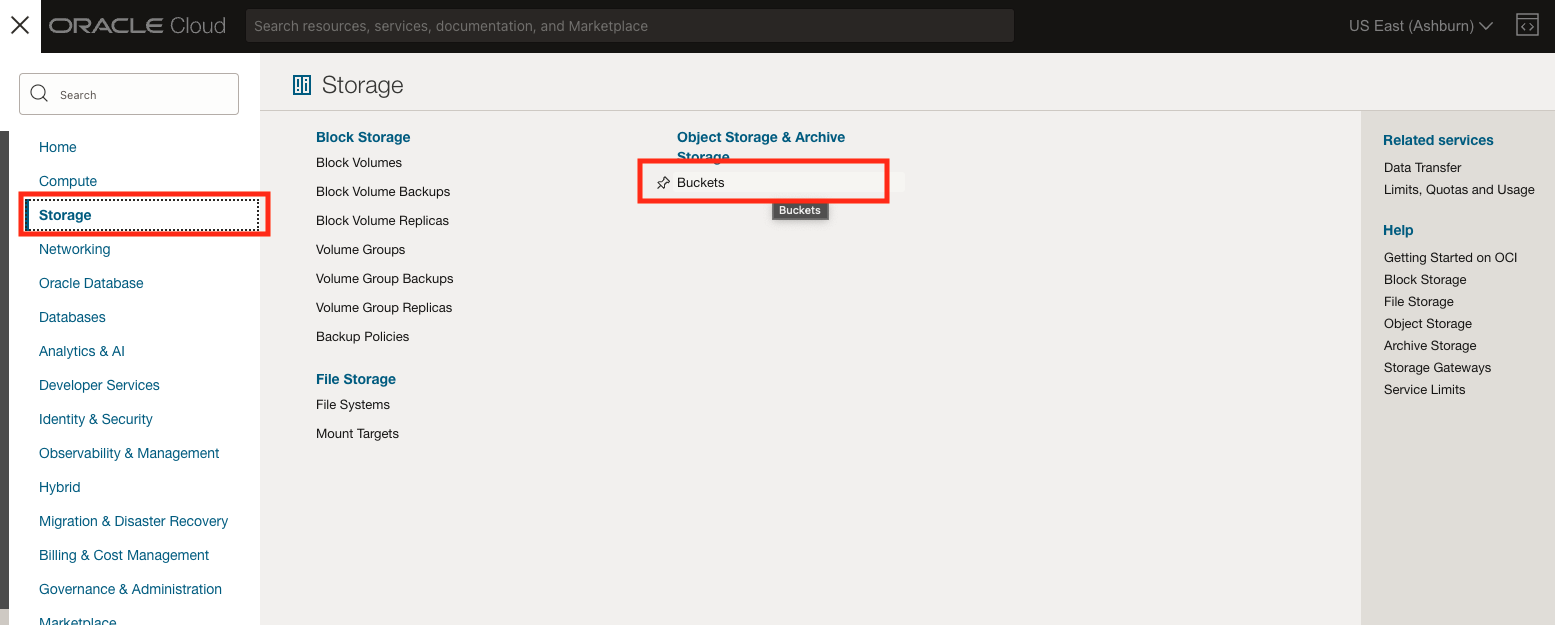 ORACLE Cloud
Search resources, services, documentation, and Marketplace
US East (Ashburn)
Search
Home
Compute
Storage
Networking
Oracle Database
Databases
Analytics & AI
Developer Services
Identity & Security
Observability & Management
Hybrid
Migration & Disaster Recovery
Billing & Cost Management
Governance & Administration
Marketplace
Storage
Block Storage
Block Volumes
Block Volume Backups
Block Volume Replicas
Volume Groups
Volume Group Backups
Volume Group Replicas
Backup Policies
File Storage
File Systems
Mount Targets
Object Storage & Archive
Storage
Buckets
Buckets
Related services
Data Transfer
Limits, Quotas and Usage
Help
Getting Started on OCI
Block Storage
File Storage
Object Storage
Archive Storage
Storage Gateways
Service Limits